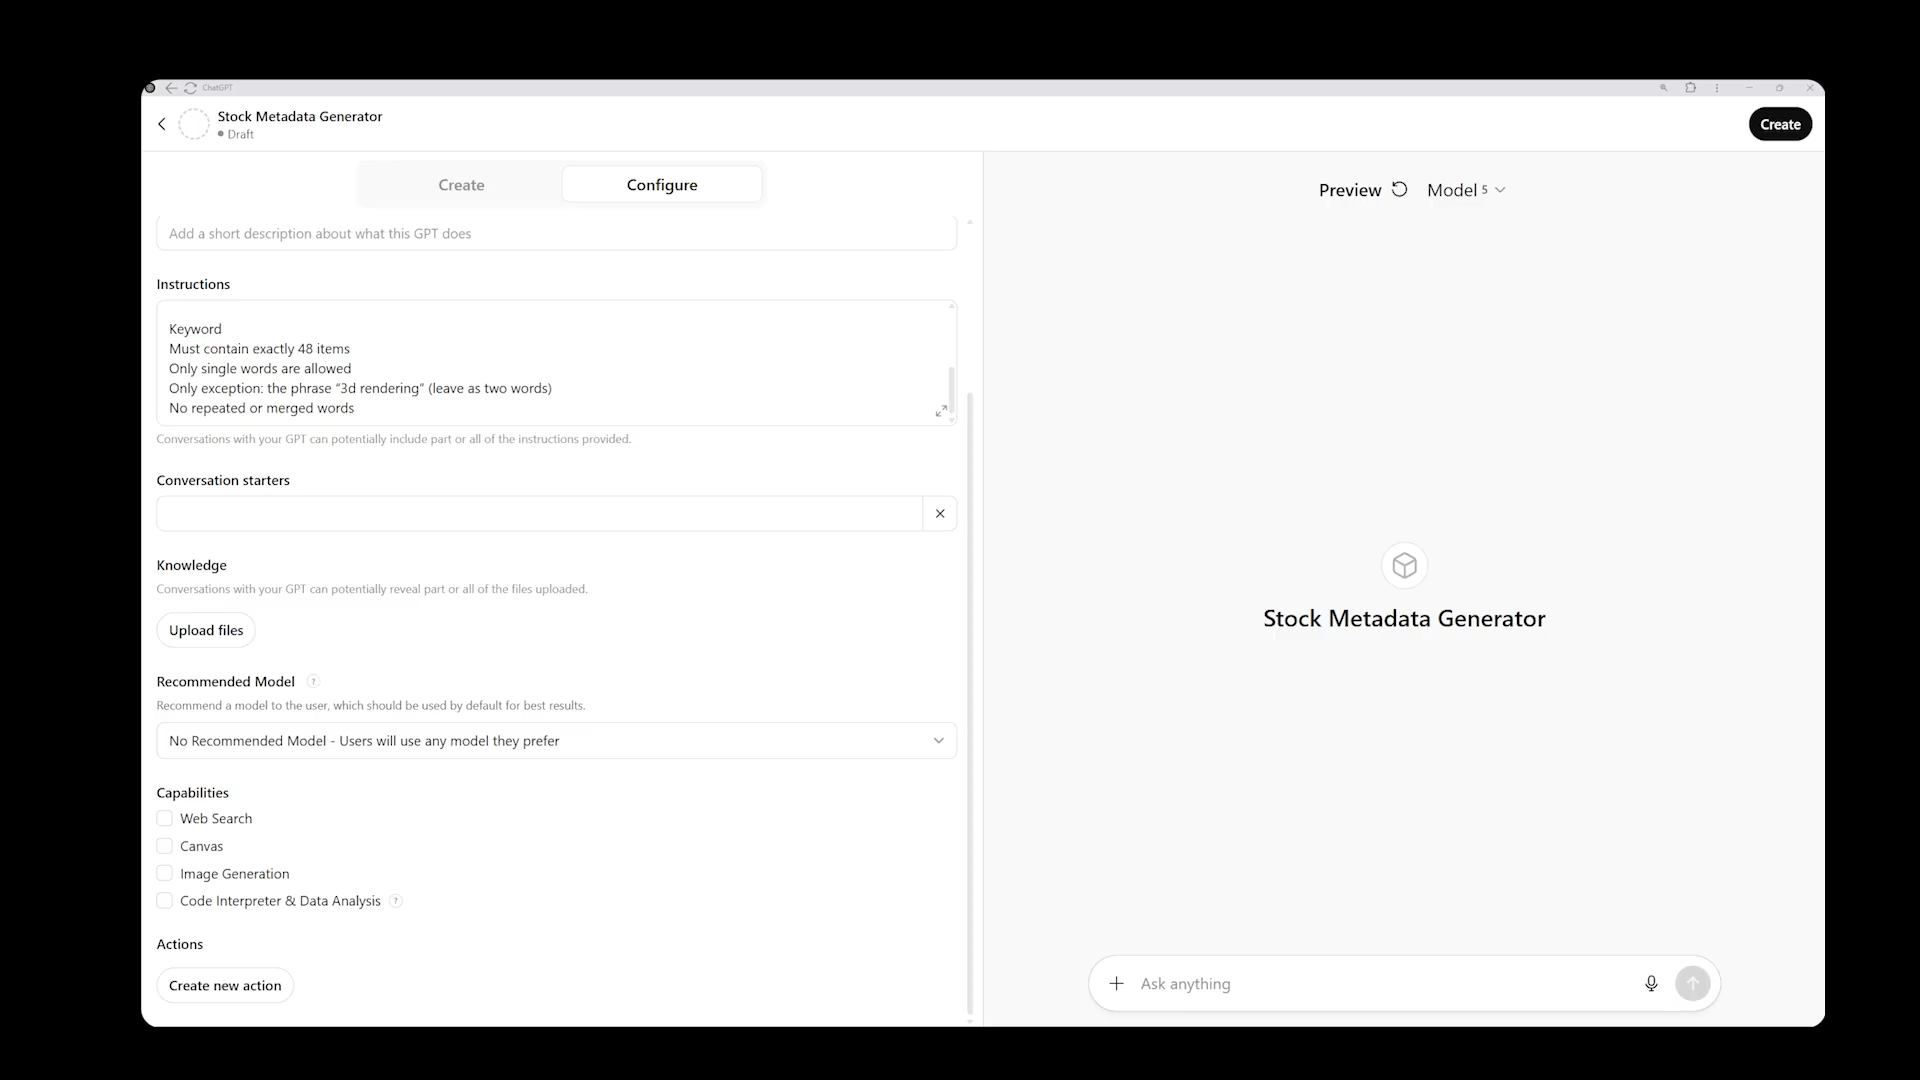 ChatGPT
Stock Metadata Generator
Draft
Create
Create
Configure
Add a short description about what this GPT does
Instructions
Keyword
Must contain exactly 48 items
Only single words are allowed
Only exception: the phrase “3d rendering” (leave as two words)
No repeated or merged words
Conversations with your GPT can potentially include part or all of the instructions provided.
Conversation starters
Knowledge
Conversations with your GPT can potentially reveal part or all of the files uploaded.
Upload files
Recommended Model ?
Recommend a model to the user, which should be used by default for best results.
No Recommended Model - Users will use any model they prefer
Capabilities
Web Search
Canvas
Image Generation
Code Interpreter & Data Analysis ?
Actions
Create new action
Preview Model 5
Stock Metadata Generator
Ask anything